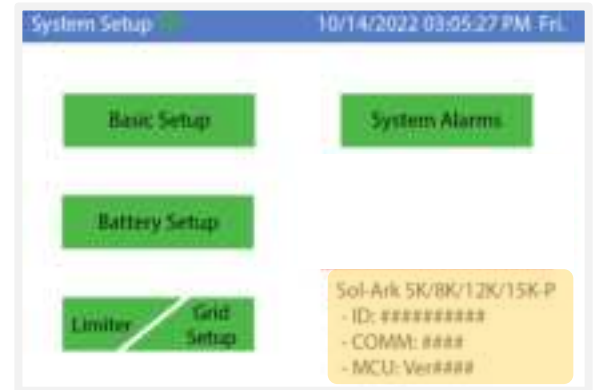 System Setup
10/14/2022 03:05:27 PM Fri.
Basic Setup
System Alarms
Battery Setup
Limiter
Grid
Setup
Sol-Ark 5K/8K/12K/15K-P
- ID: ##########
- COMM: ####
- MCU: Ver####